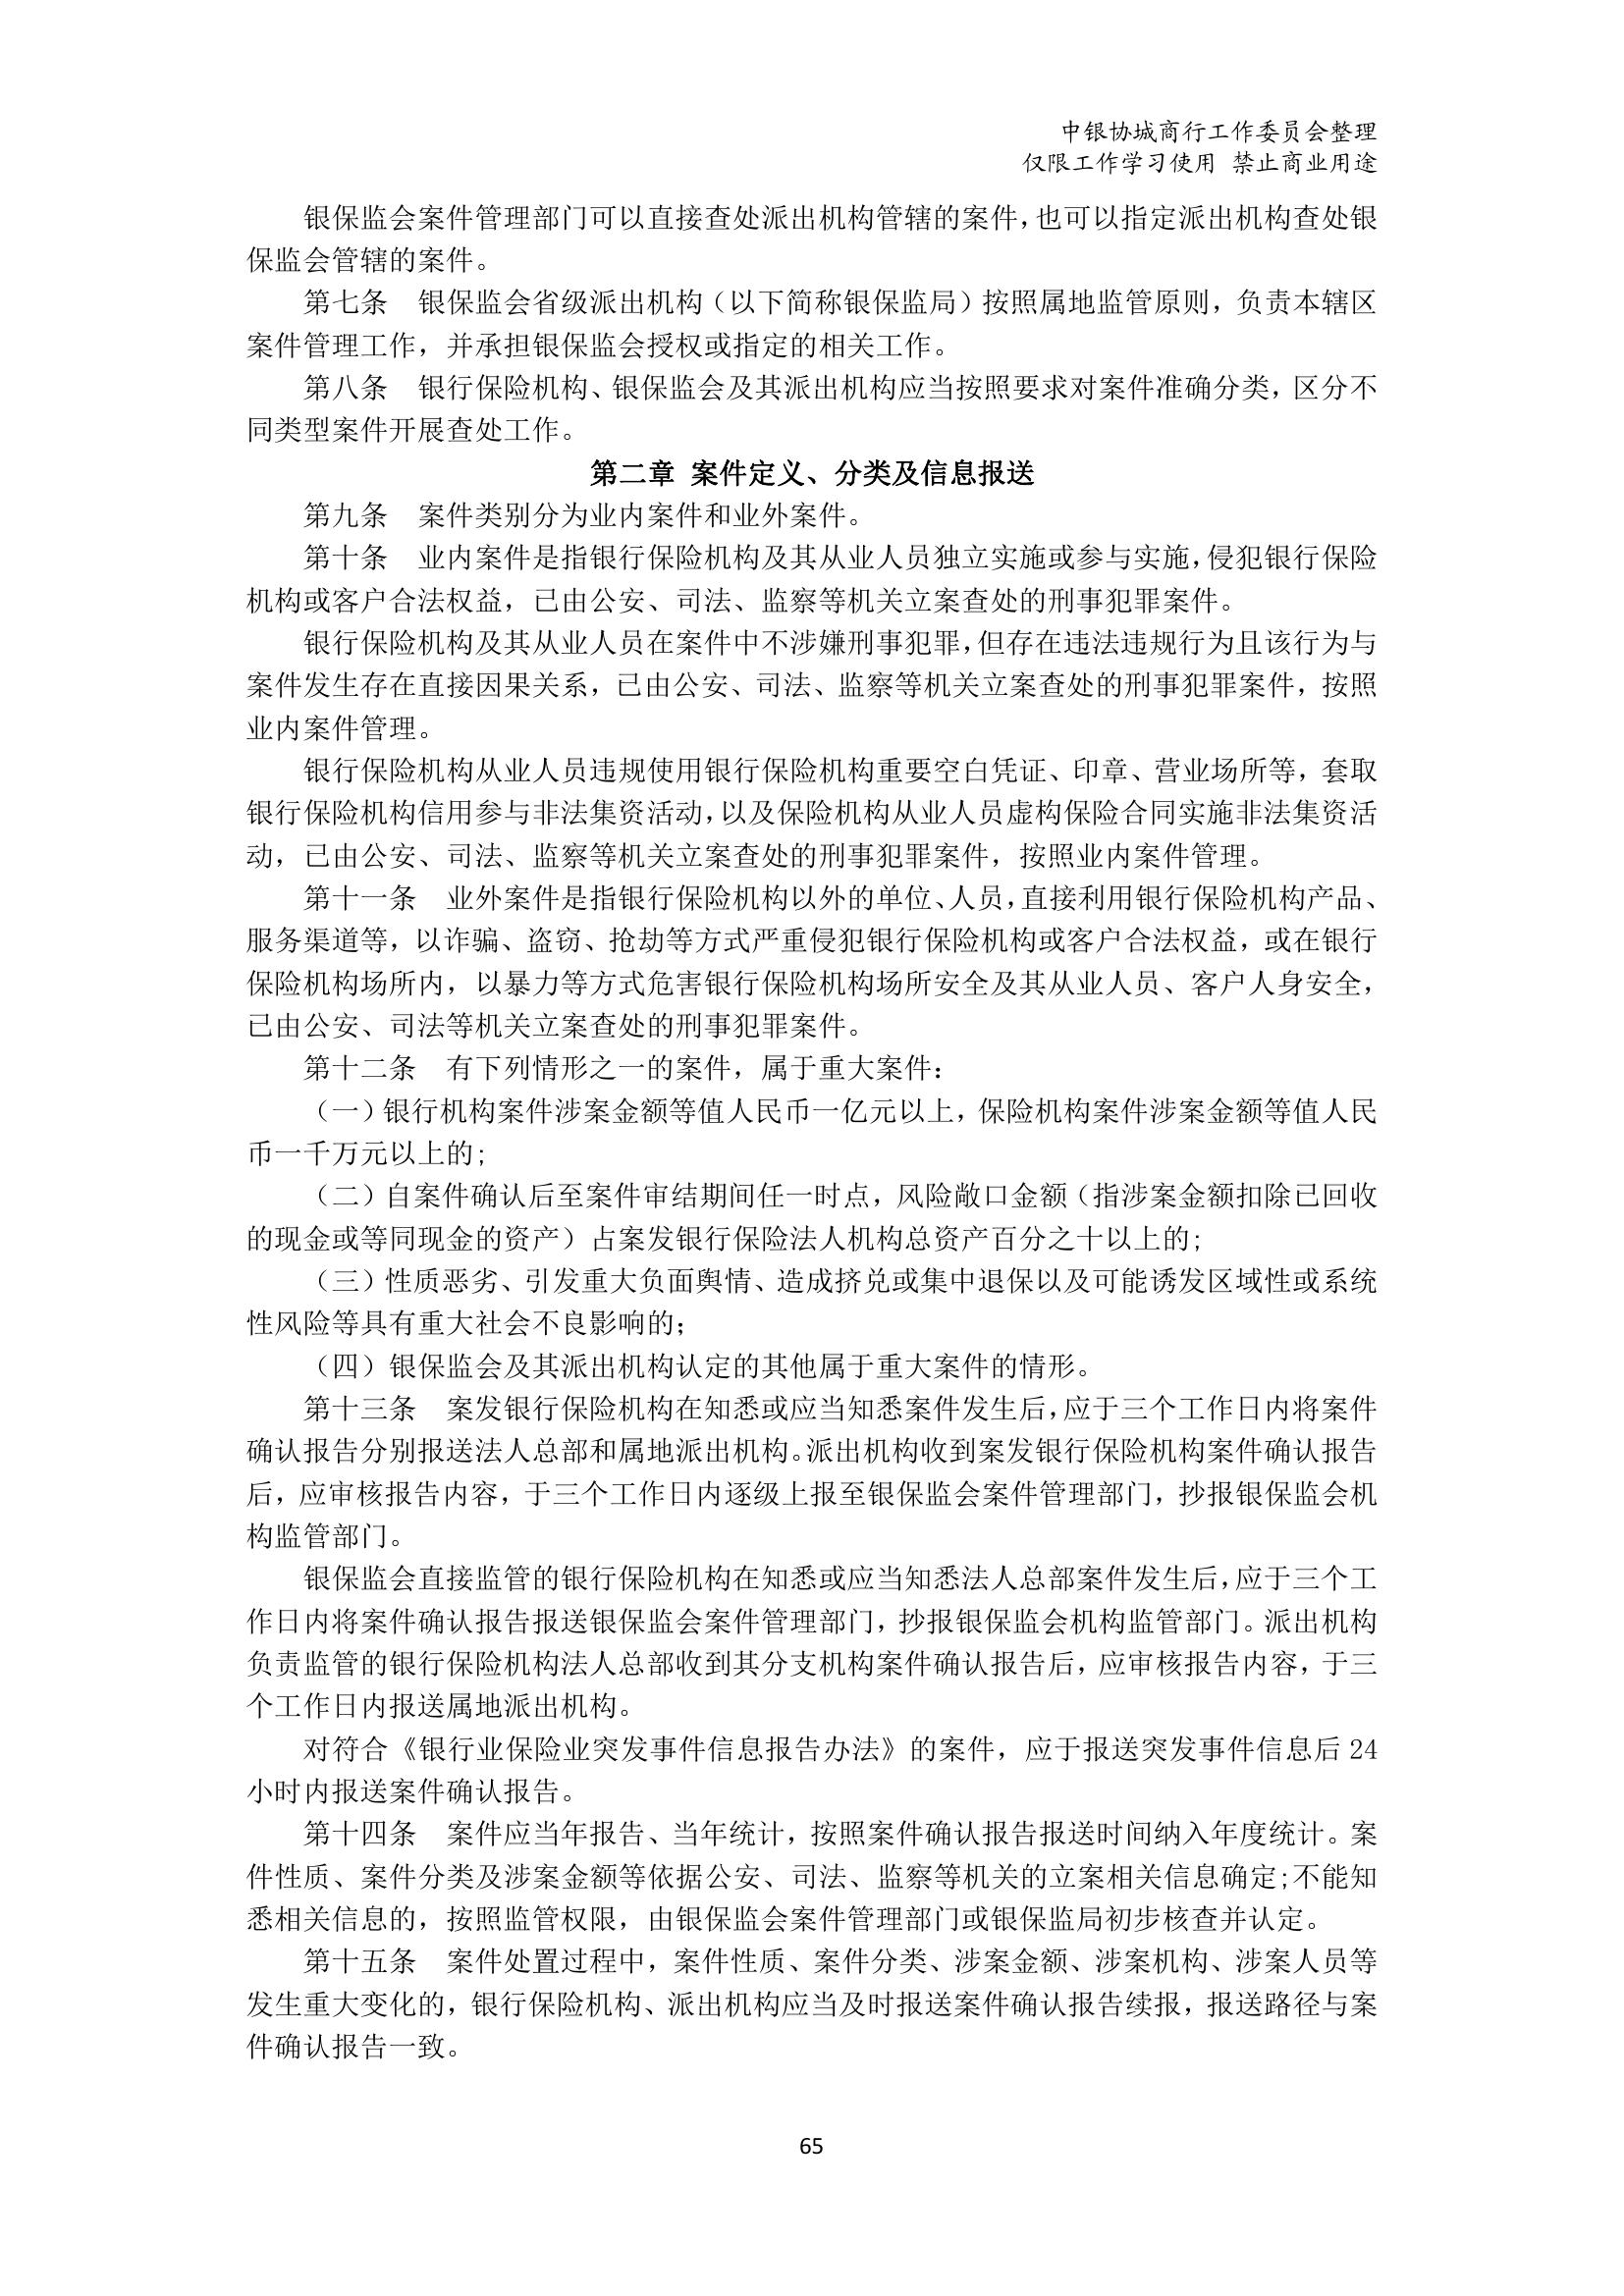 中银协城商行工作委员会整理
仅限工作学习使用 禁止商业用途
银保监会案件管理部门可以直接查处派出机构管辖的案件，也可以指定派出机构查处银
保监会管辖的案件。
第七条　银保监会省级派出机构（以下简称银保监局）按照属地监管原则，负责本辖区
案件管理工作，并承担银保监会授权或指定的相关工作。
第八条　银行保险机构、银保监会及其派出机构应当按照要求对案件准确分类，区分不
同类型案件开展查处工作。
第二章 案件定义、分类及信息报送
第九条　案件类别分为业内案件和业外案件。
第十条　业内案件是指银行保险机构及其从业人员独立实施或参与实施，侵犯银行保险
机构或客户合法权益，已由公安、司法、监察等机关立案查处的刑事犯罪案件。
银行保险机构及其从业人员在案件中不涉嫌刑事犯罪，但存在违法违规行为且该行为与
案件发生存在直接因果关系，已由公安、司法、监察等机关立案查处的刑事犯罪案件，按照
业内案件管理。
银行保险机构从业人员违规使用银行保险机构重要空白凭证、印章、营业场所等，套取
银行保险机构信用参与非法集资活动，以及保险机构从业人员虚构保险合同实施非法集资活
动，已由公安、司法、监察等机关立案查处的刑事犯罪案件，按照业内案件管理。
第十一条　业外案件是指银行保险机构以外的单位、人员，直接利用银行保险机构产品、
服务渠道等，以诈骗、盗窃、抢劫等方式严重侵犯银行保险机构或客户合法权益，或在银行
保险机构场所内，以暴力等方式危害银行保险机构场所安全及其从业人员、客户人身安全，
已由公安、司法等机关立案查处的刑事犯罪案件。
第十二条　有下列情形之一的案件，属于重大案件：
（一）银行机构案件涉案金额等值人民币一亿元以上，保险机构案件涉案金额等值人民
币一千万元以上的;
（二）自案件确认后至案件审结期间任一时点，风险敞口金额（指涉案金额扣除已回收
的现金或等同现金的资产）占案发银行保险法人机构总资产百分之十以上的;
（三）性质恶劣、引发重大负面舆情、造成挤兑或集中退保以及可能诱发区域性或系统
性风险等具有重大社会不良影响的；
（四）银保监会及其派出机构认定的其他属于重大案件的情形。
第十三条　案发银行保险机构在知悉或应当知悉案件发生后，应于三个工作日内将案件
确认报告分别报送法人总部和属地派出机构。派出机构收到案发银行保险机构案件确认报告
后，应审核报告内容，于三个工作日内逐级上报至银保监会案件管理部门，抄报银保监会机
构监管部门。
银保监会直接监管的银行保险机构在知悉或应当知悉法人总部案件发生后，应于三个工
作日内将案件确认报告报送银保监会案件管理部门，抄报银保监会机构监管部门。派出机构
负责监管的银行保险机构法人总部收到其分支机构案件确认报告后，应审核报告内容，于三
个工作日内报送属地派出机构。
对符合《银行业保险业突发事件信息报告办法》的案件，应于报送突发事件信息后 24
小时内报送案件确认报告。
第十四条　案件应当年报告、当年统计，按照案件确认报告报送时间纳入年度统计。案
件性质、案件分类及涉案金额等依据公安、司法、监察等机关的立案相关信息确定;不能知
悉相关信息的，按照监管权限，由银保监会案件管理部门或银保监局初步核查并认定。
第十五条　案件处置过程中，案件性质、案件分类、涉案金额、涉案机构、涉案人员等
发生重大变化的，银行保险机构、派出机构应当及时报送案件确认报告续报，报送路径与案
件确认报告一致。
65